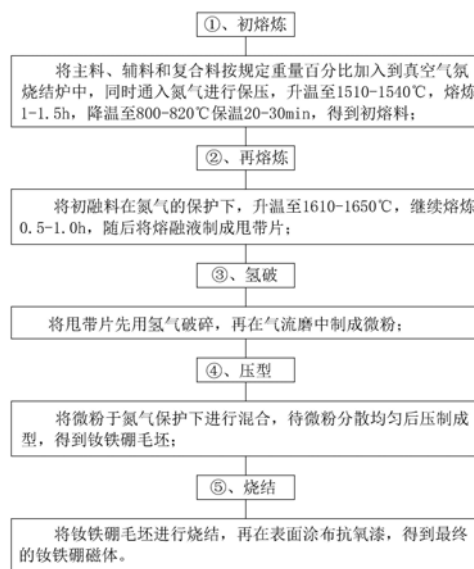 ①、初熔炼
将主料、辅料和复合料按规定重量百分比加入到真空气氛
烧结炉中，同时通入氮气进行保压，升温至1510-1540℃，熔炼
1-1.5h，降温至800-820℃保温20-30min，得到初熔料；
②、再熔炼
将初融料在氮气的保护下，升温至1610-1650℃，继续熔炼
0.5-1.0h，随后将熔融液制成甩带片；
③、氢破
将甩带片先用氢气破碎，再在气流磨中制成微粉；
④、压型
将微粉于氮气保护下进行混合，待微粉分散均匀后压制成
型，得到钕铁硼毛坯；
⑤、烧结
将钕铁硼毛坯进行烧结，再在表面涂布抗氧漆，得到最终
的钕铁硼磁体。